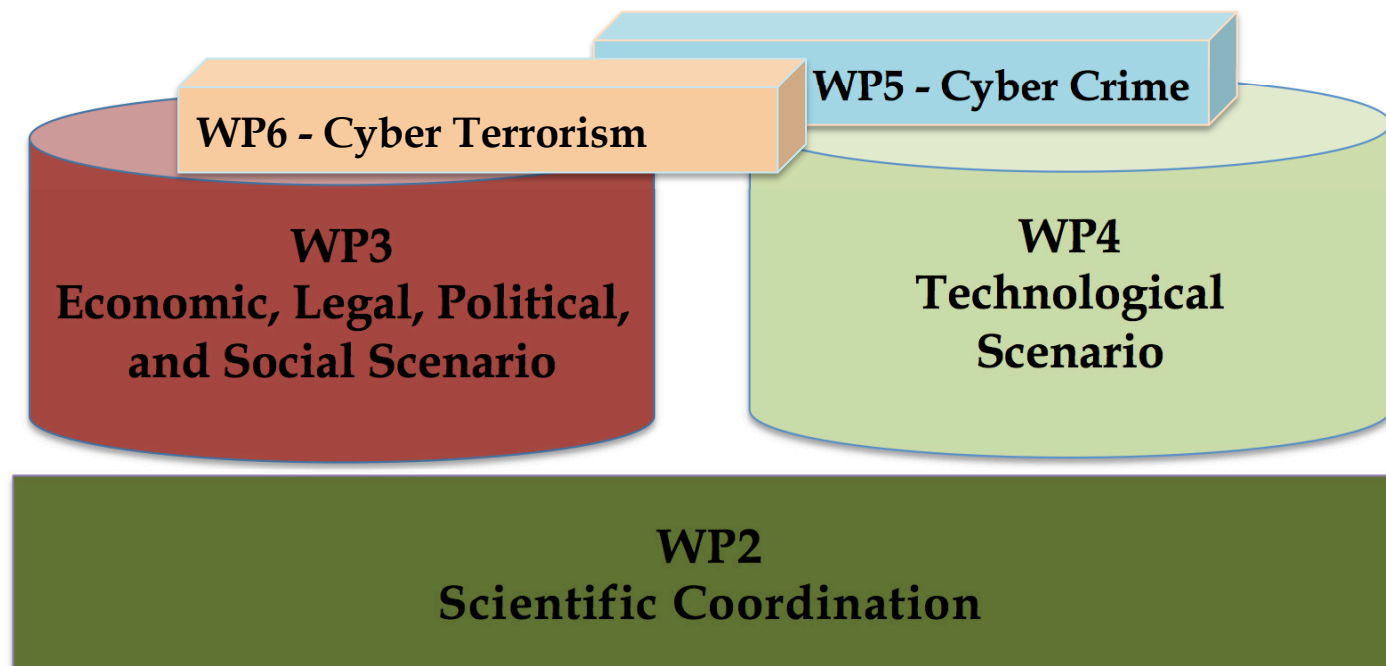 WP5 - Cyber Crime
WP6 - Cyber Terrorism
WP3
Economic, Legal, Political,
and Social Scenario
WP4
Technological
Scenario
WP2
Scientific Coordination